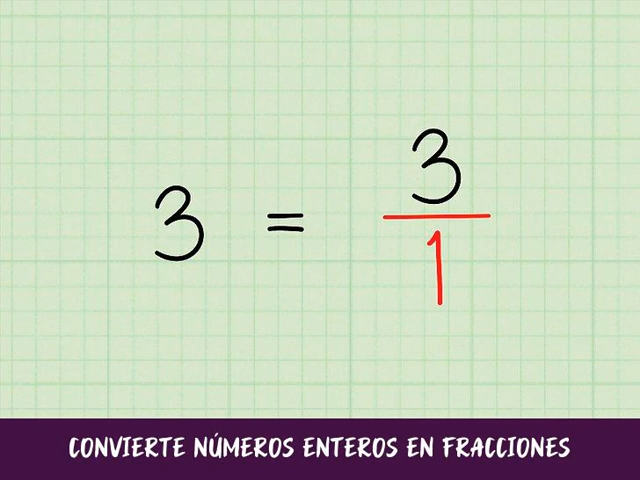 3 = 3/1
CONVIERTE NÚMEROS ENTEROS EN FRACCIONES